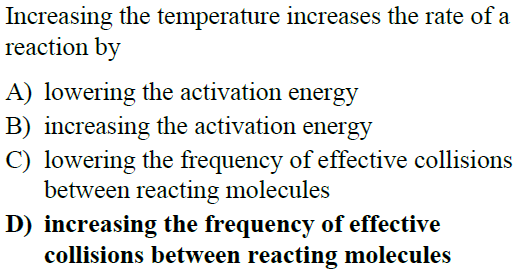 Increasing the temperature increases the rate of a
reaction by
A) lowering the activation energy
B) increasing the activation energy
C) lowering the frequency of effective collisions
between reacting molecules
D) increasing the frequency of effective
collisions between reacting molecules